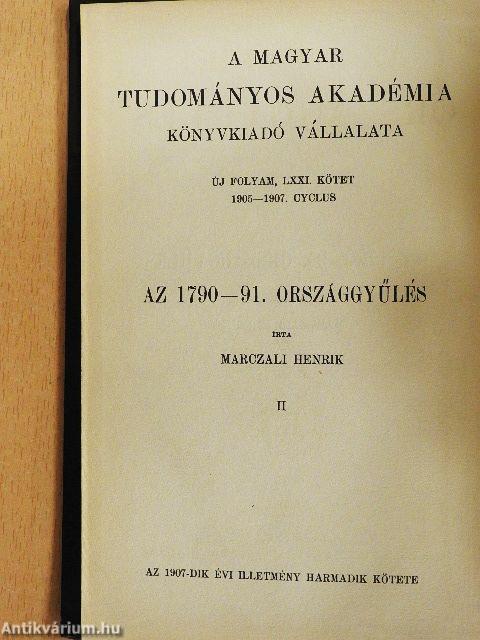 A MAGYAR
TUDOMÁNYOS AKADÉMIA
KÖNYVKIADÓ VÁLLALATA
ÚJ FOLYAM, LXXI. KÖTET
1905—1907. CYCLUS
AZ 1790—91. ORSZÁGGYŰLÉS
IRTA
MARCZALI HENRIK
II
AZ 1907-DIK ÉVI ILLETMÉNY HARMADIK KÖTETE
Antikvárium.hu